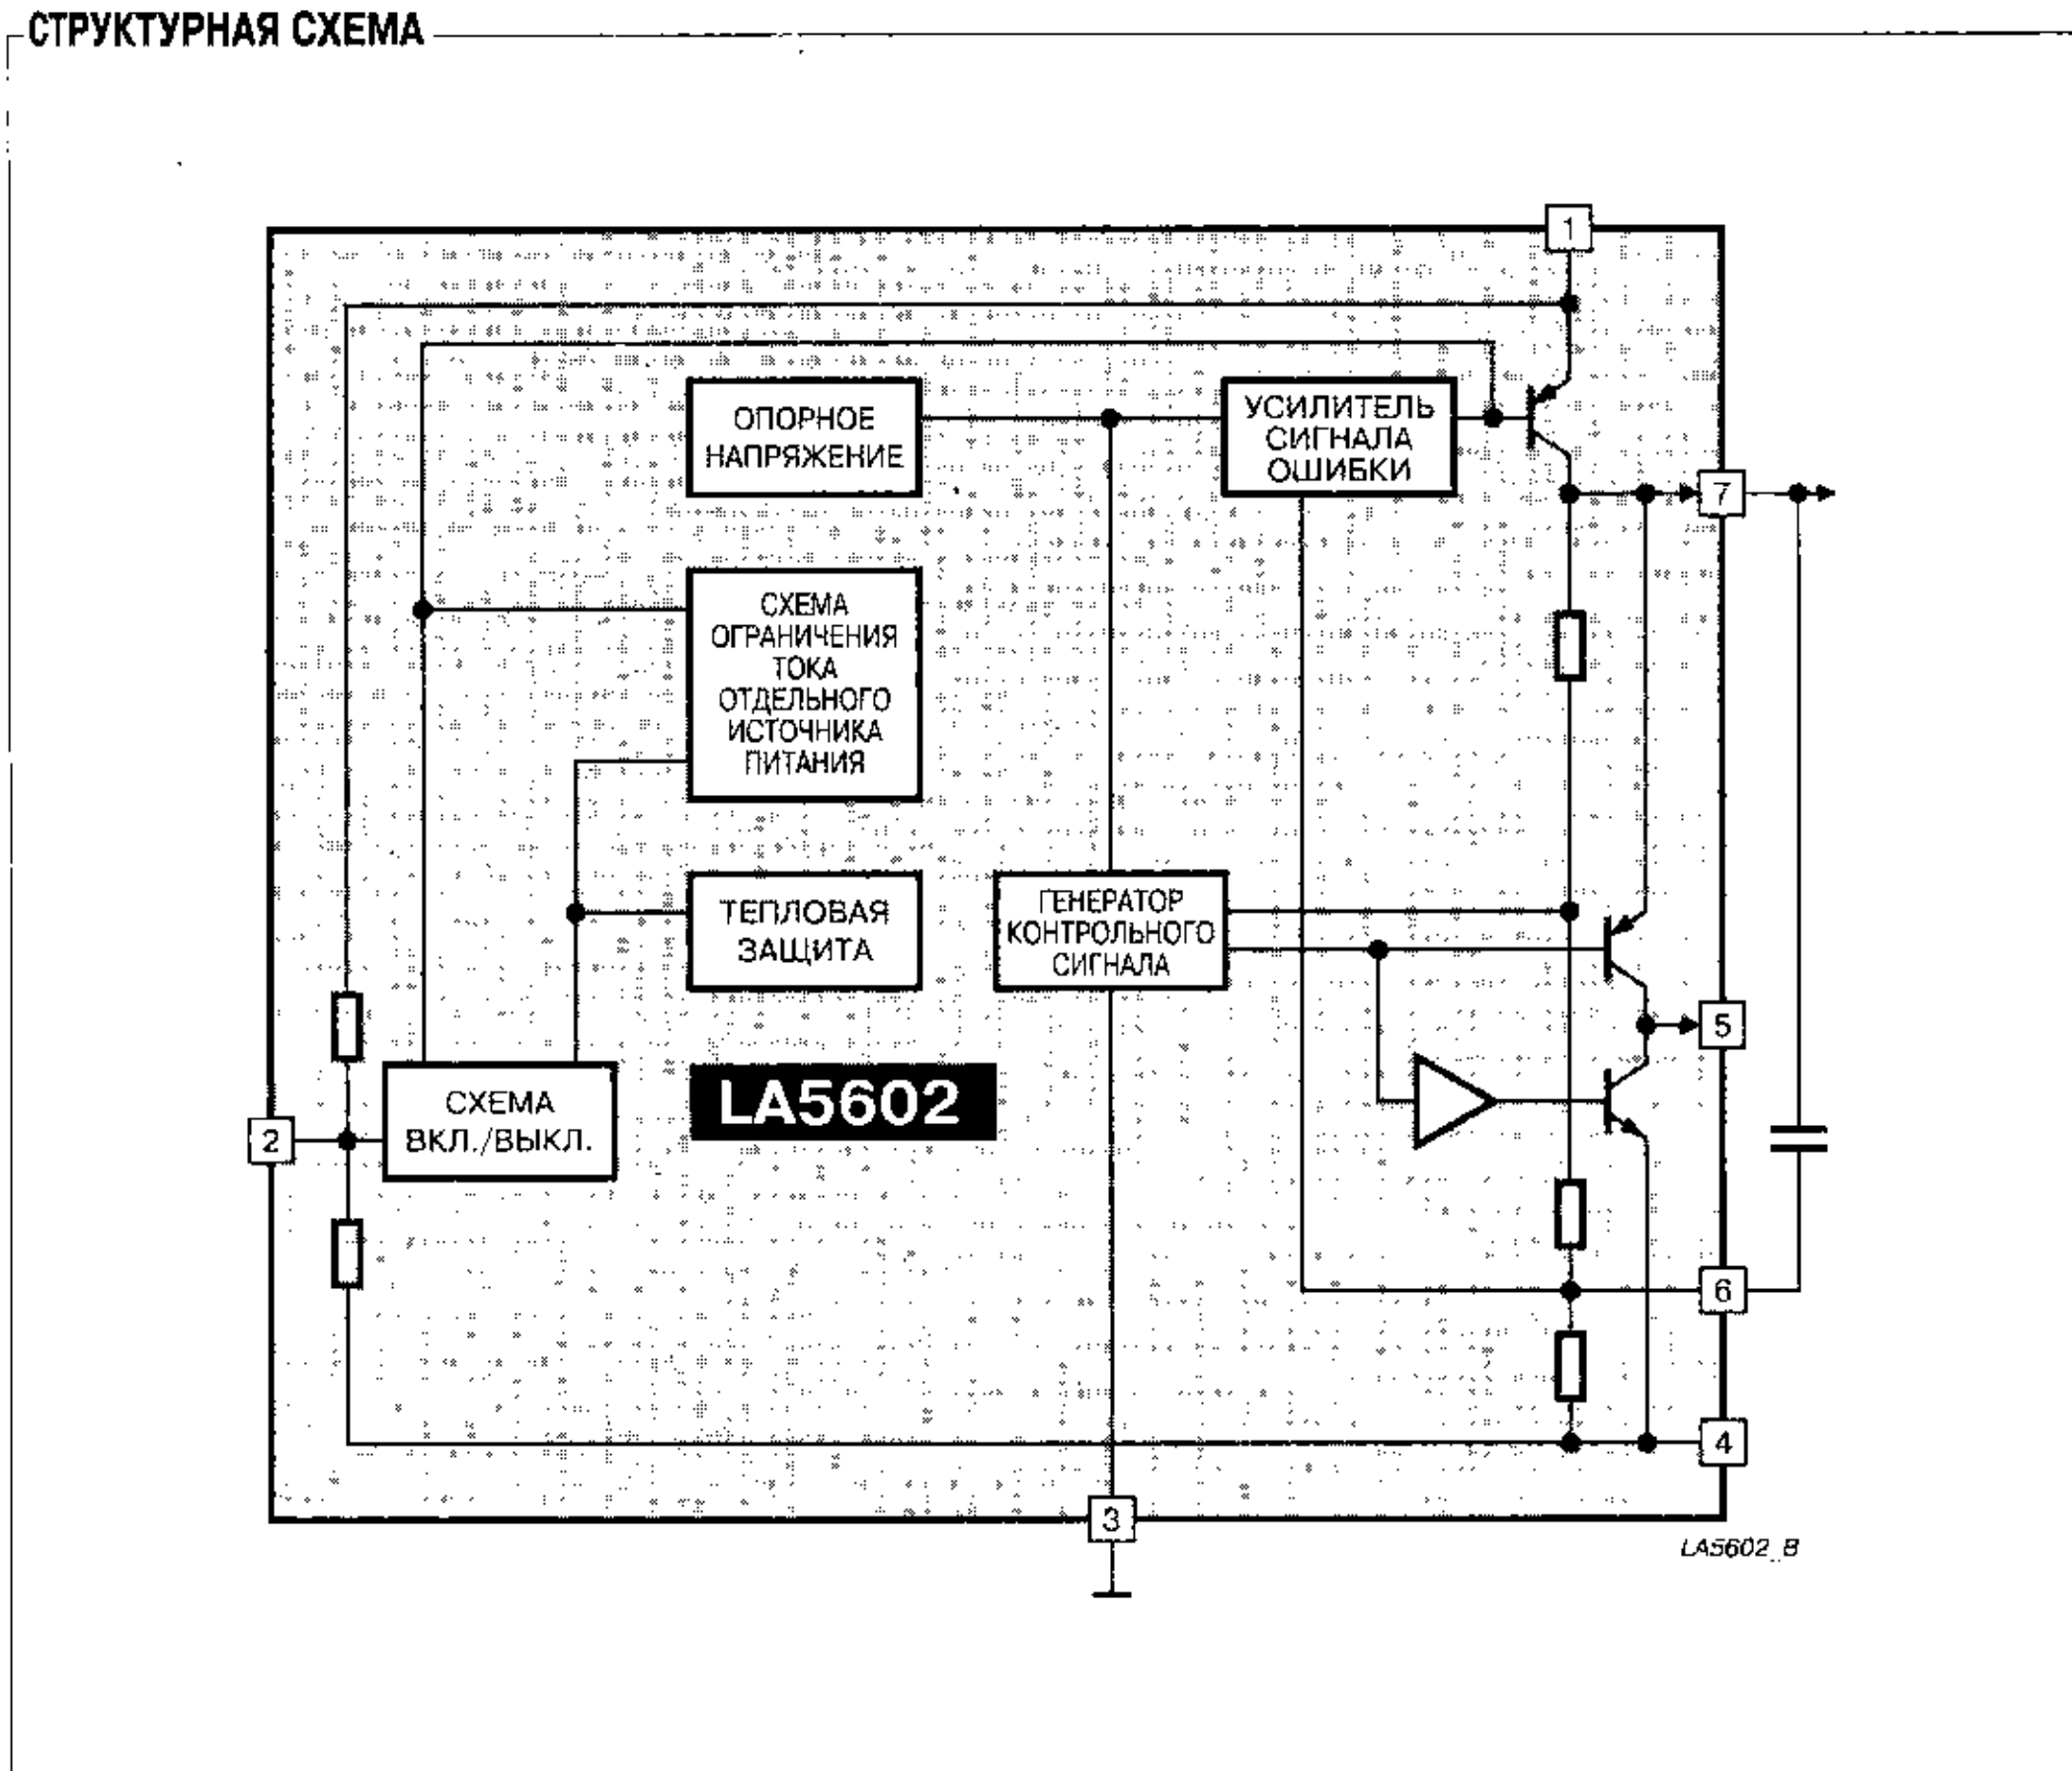 СТРУКТУРНАЯ СХЕМА
1
ОПОРНОЕ
НАПРЯЖЕНИЕ
УСИЛИТЕЛЬ
СИГНАЛА
ОШИБКИ
7
СХЕМА
ОГРАНИЧЕНИЯ
ТОКА
ОТДЕЛЬНОГО
ИСТОЧНИКА
ПИТАНИЯ
ТЕПЛОВАЯ
ЗАЩИТА
ГЕНЕРАТОР
КОНТРОЛЬНОГО
СИГНАЛА
5
СХЕМА
ВКЛ./ВЫКЛ.
LA5602
2
6
4
3
LA5602_B